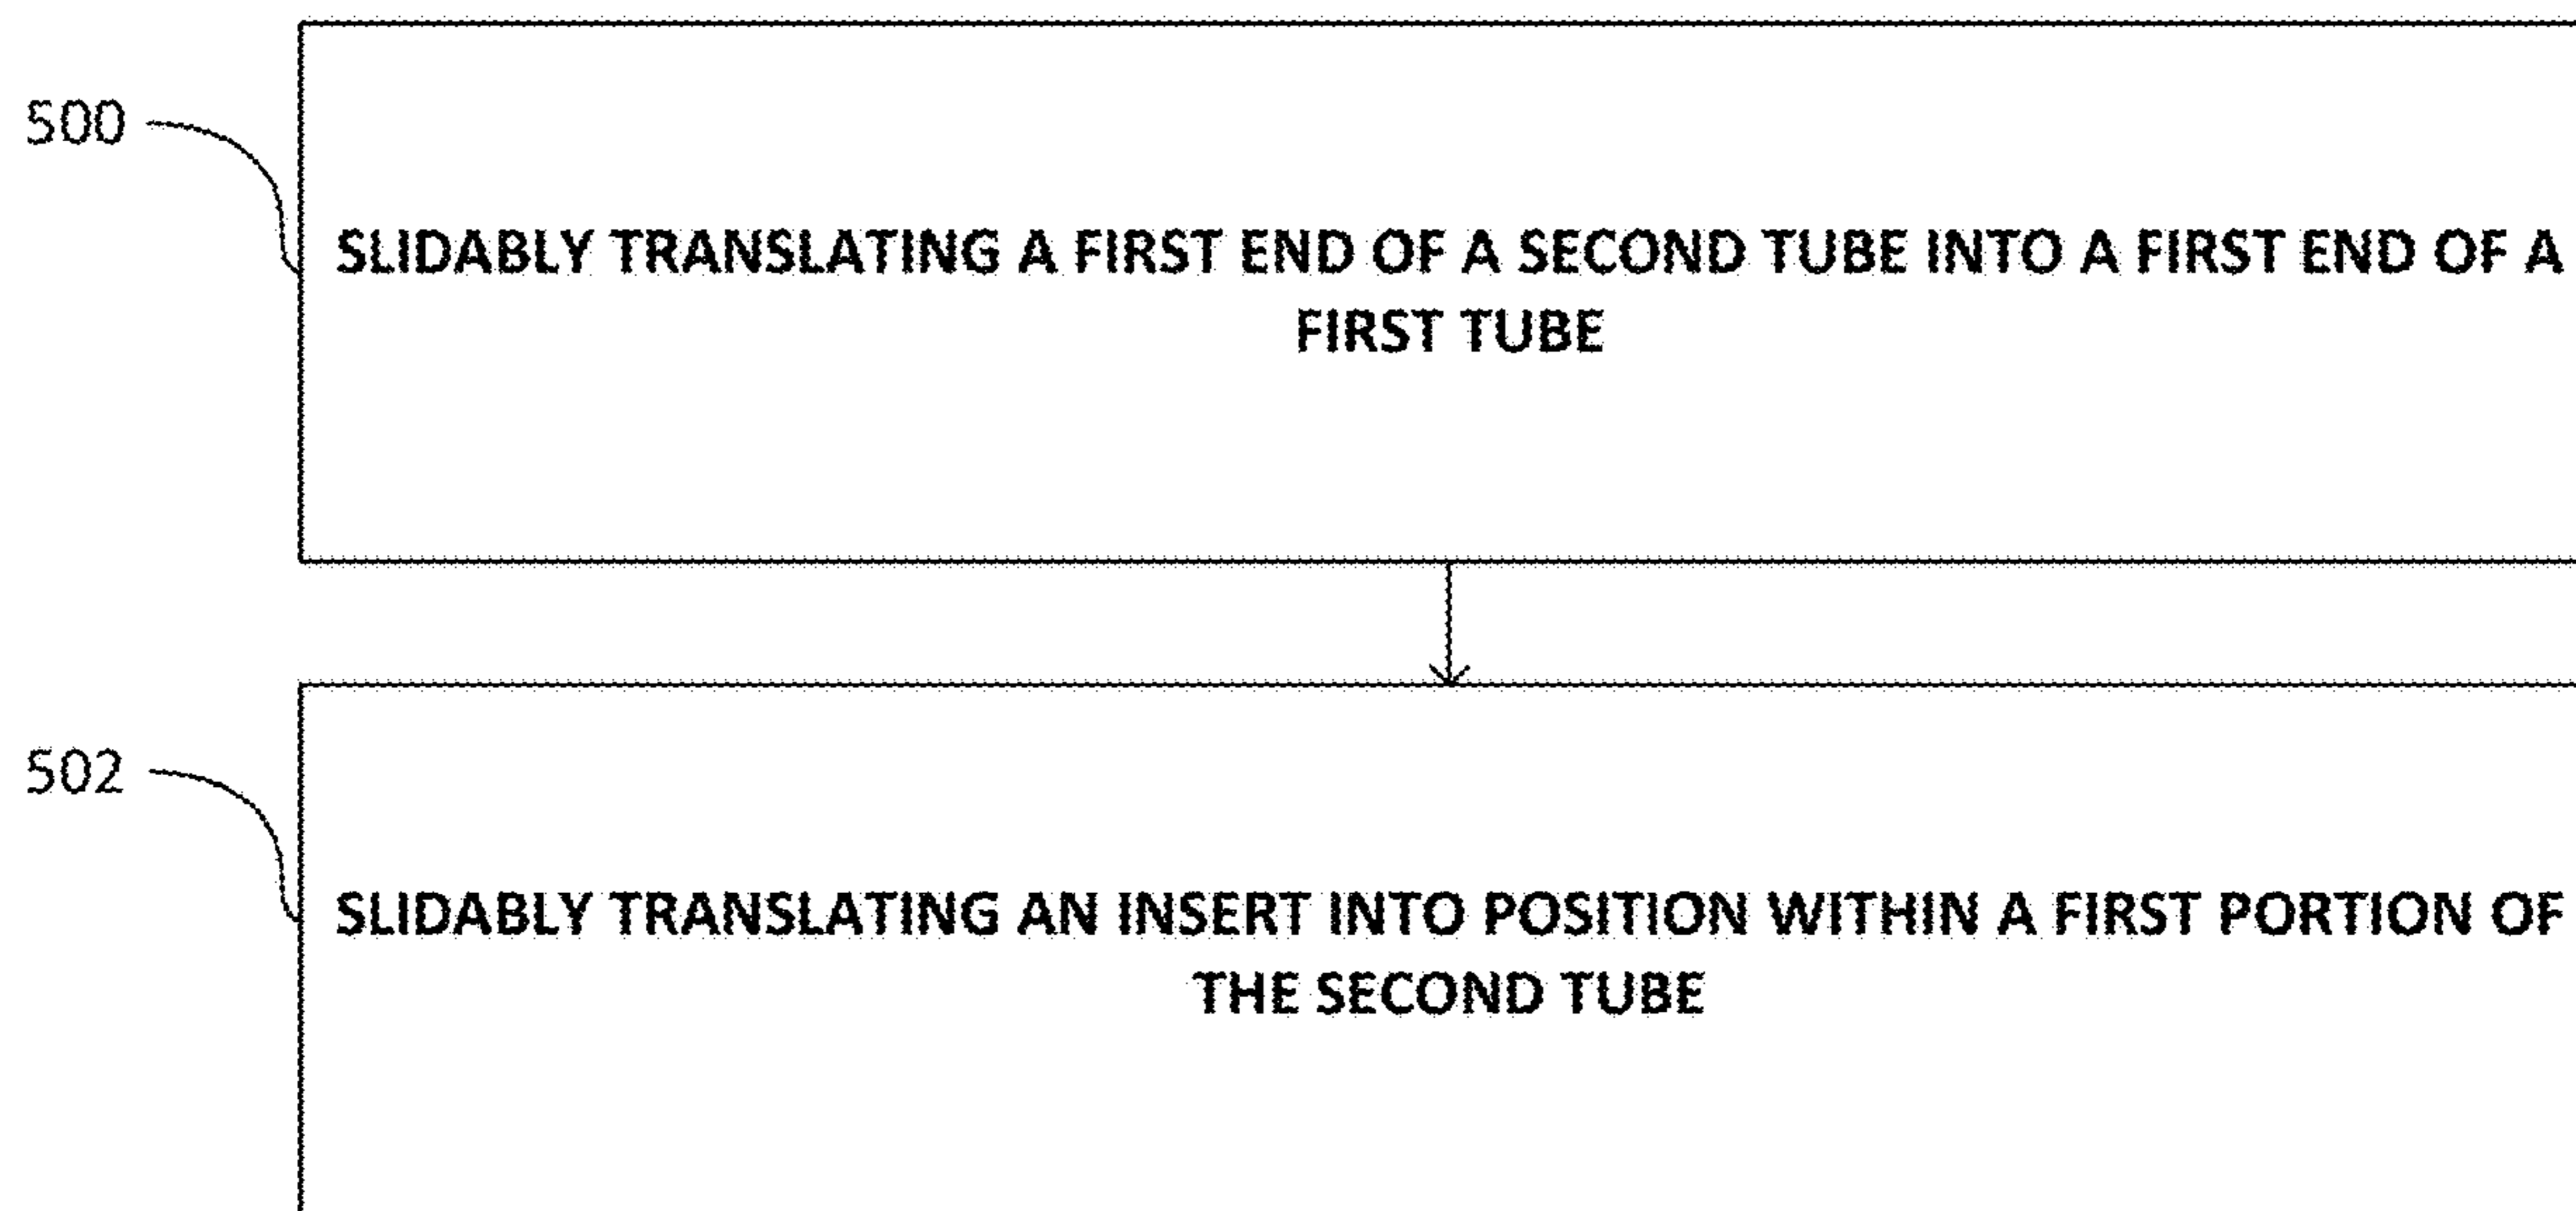 500
SLIDABLY TRANSLATING A FIRST END OF A SECOND TUBE INTO A FIRST END OF A
FIRST TUBE
502
SLIDABLY TRANSLATING AN INSERT INTO POSITION WITHIN A FIRST PORTION OF
THE SECOND TUBE